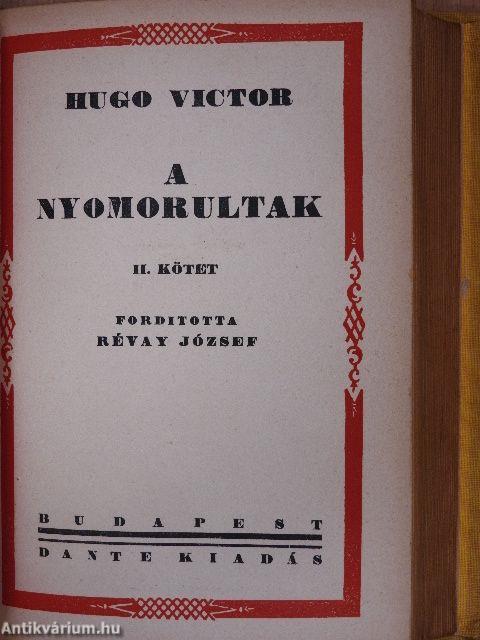 HUGO VICTOR
A
NYOMORULTAK
II. KÖTET
FORDITOTTA
RÉVAY JÓZSEF
BUDAPEST
DANTE KIADÁS
Antikvárium.hu